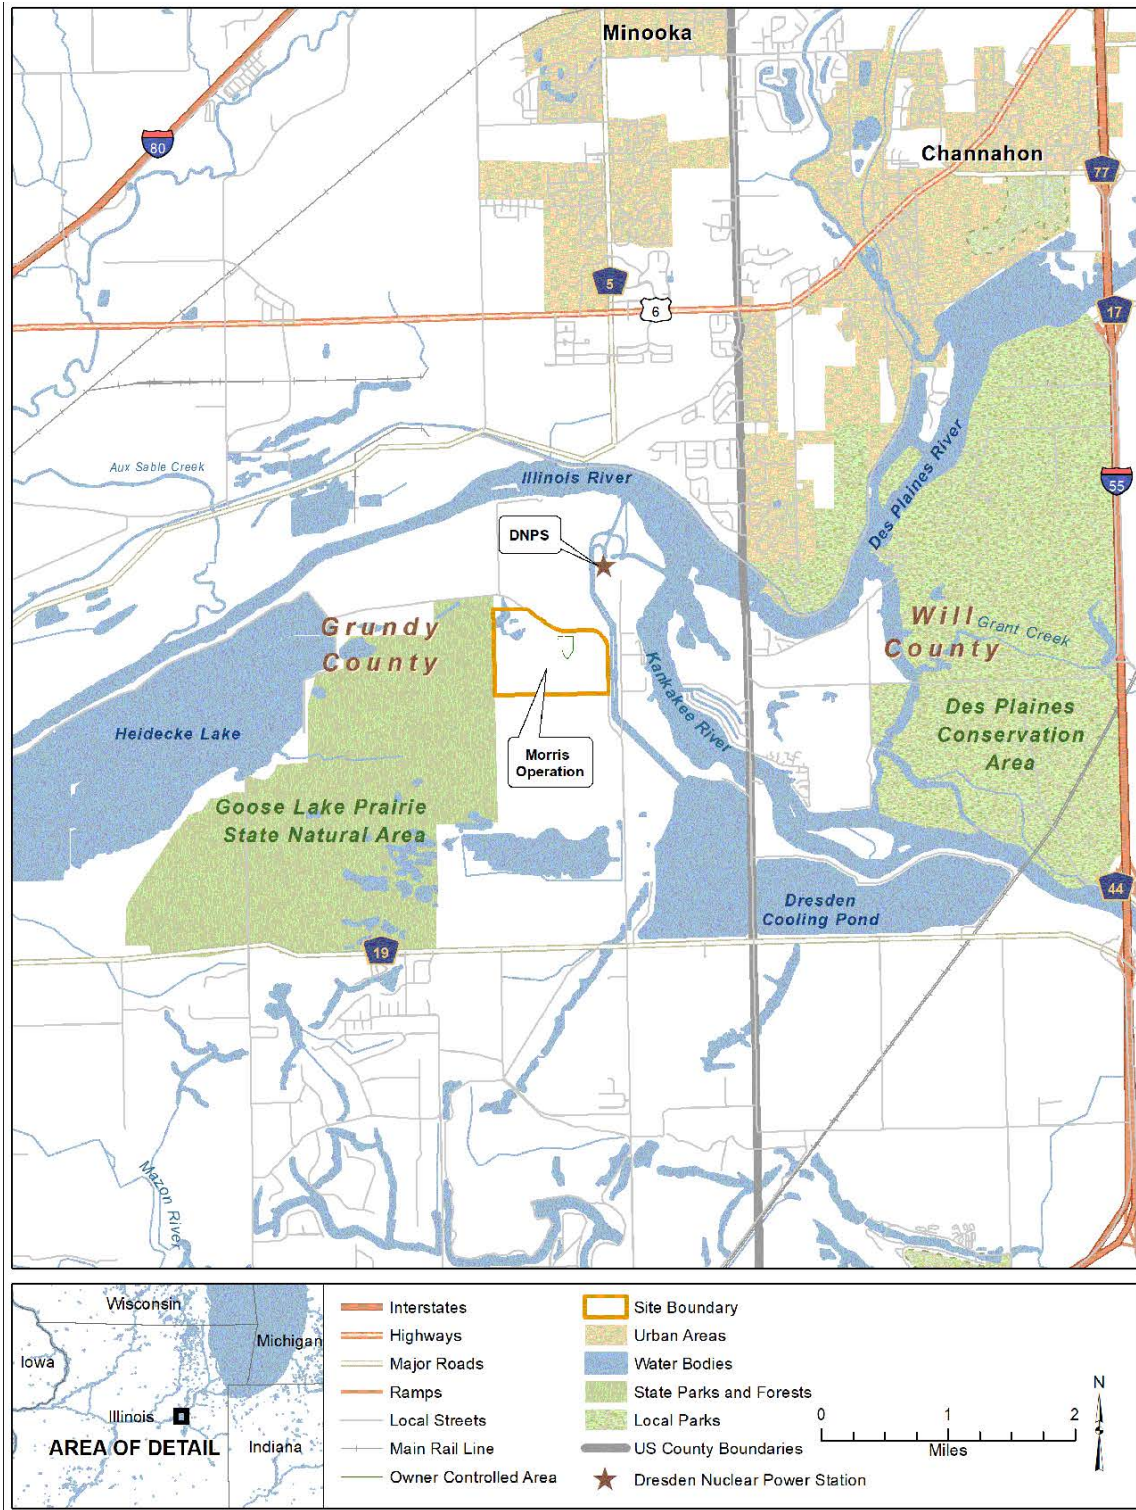 Minooka
80
Channahon
77
5
6
17
Aux Sable Creek
Illinois River
Des Plaines River
55
DNPS
Grundy
County
Will
County
Grant Creek
Kankakee River
Heidecke Lake
Des Plaines
Conservation
Area
Morris
Operation
Goose Lake Prairie
State Natural Area
44
Dresden
Cooling Pond
19
Mazon River
Wisconsin
Michigan
Iowa
Illinois
AREA OF DETAIL
Indiana
Interstates
Highways
Major Roads
Ramps
Local Streets
Main Rail Line
Owner Controlled Area
Site Boundary
Urban Areas
Water Bodies
State Parks and Forests
Local Parks
US County Boundaries
Dresden Nuclear Power Station
0 1 2
Miles
N